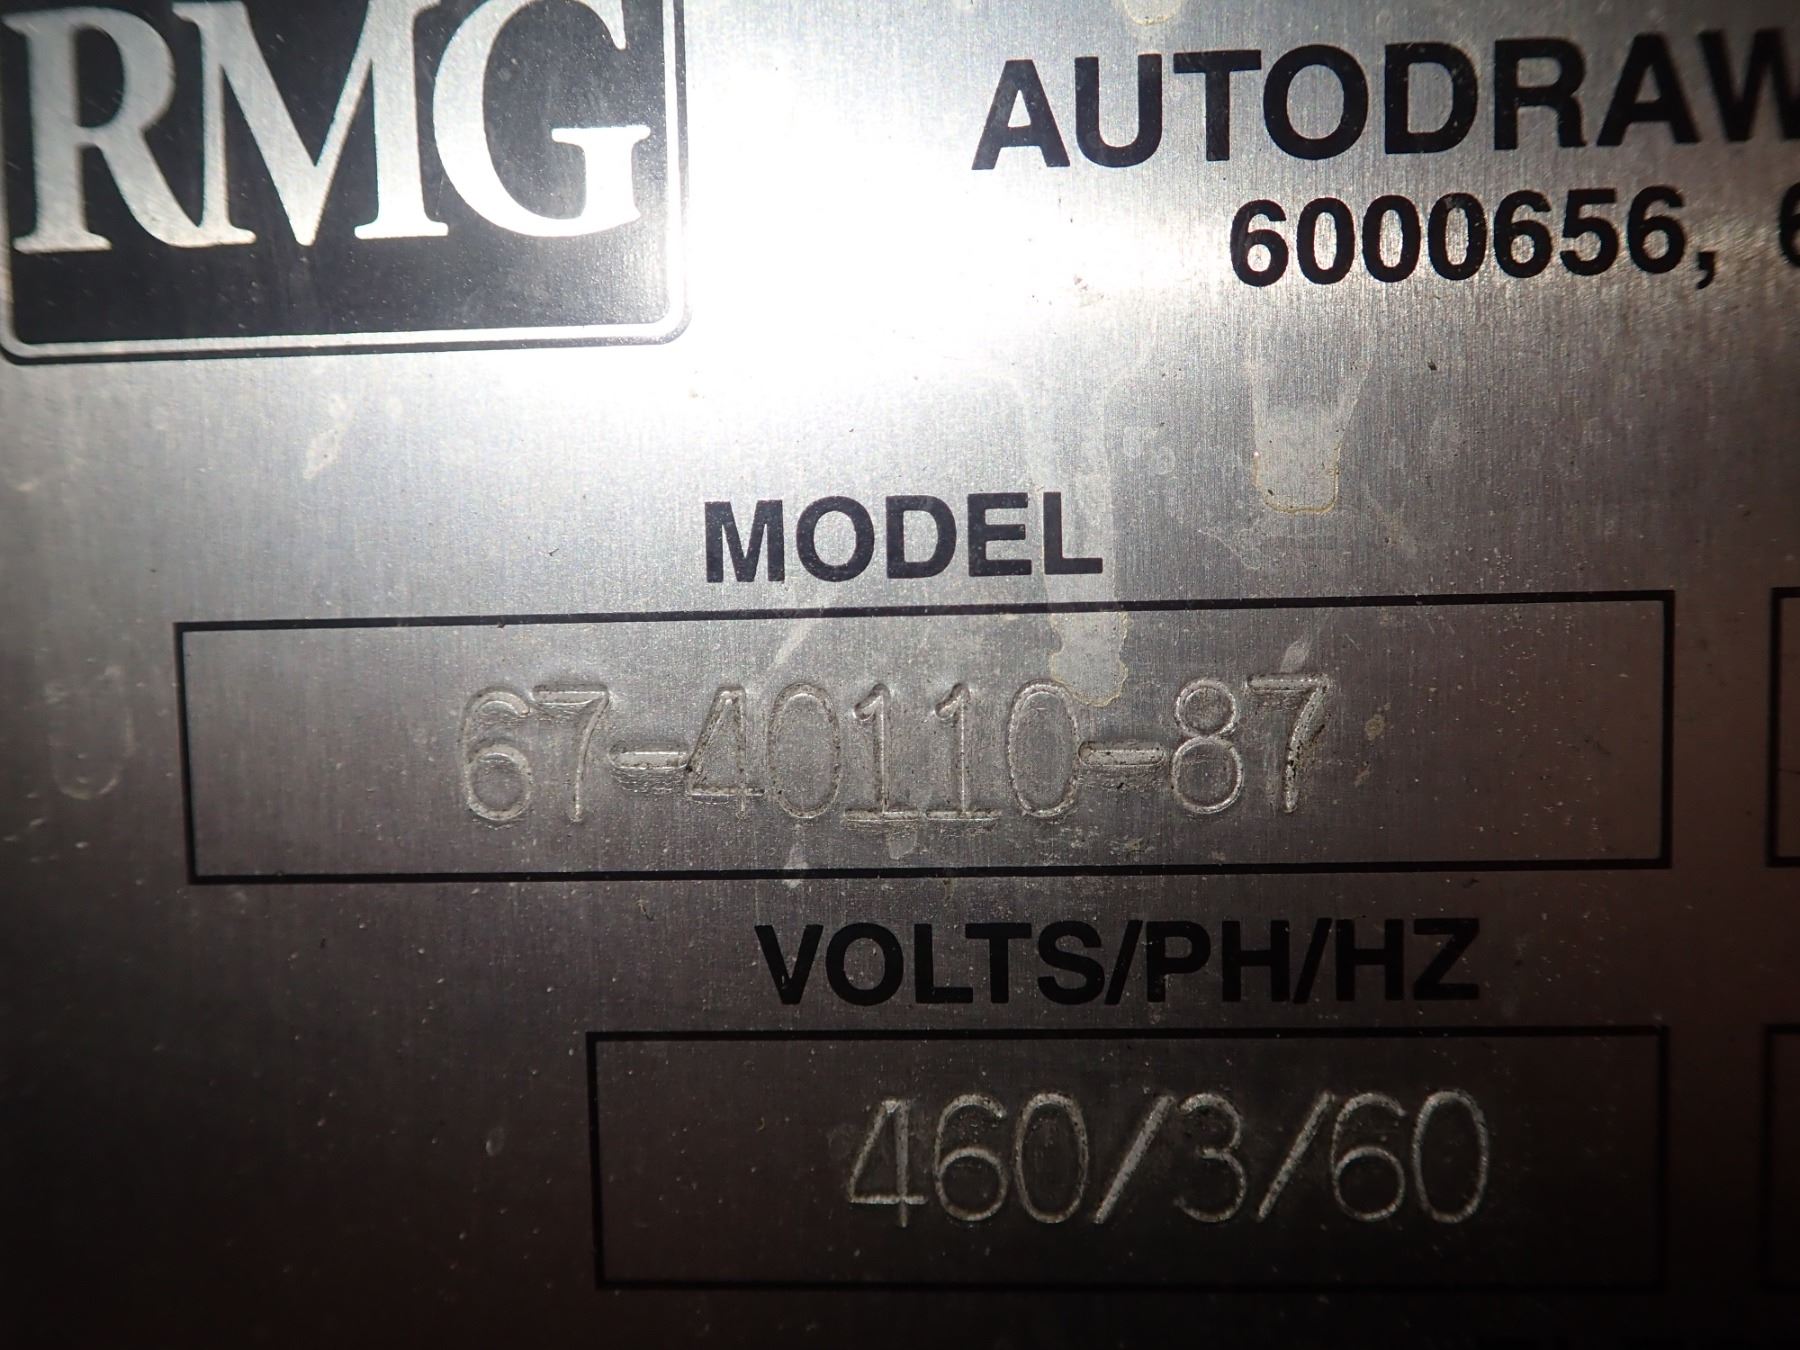 RMG
AUTODRAW
6000656,
MODEL
67-40110-87
VOLTS/PH/HZ
460/3/60